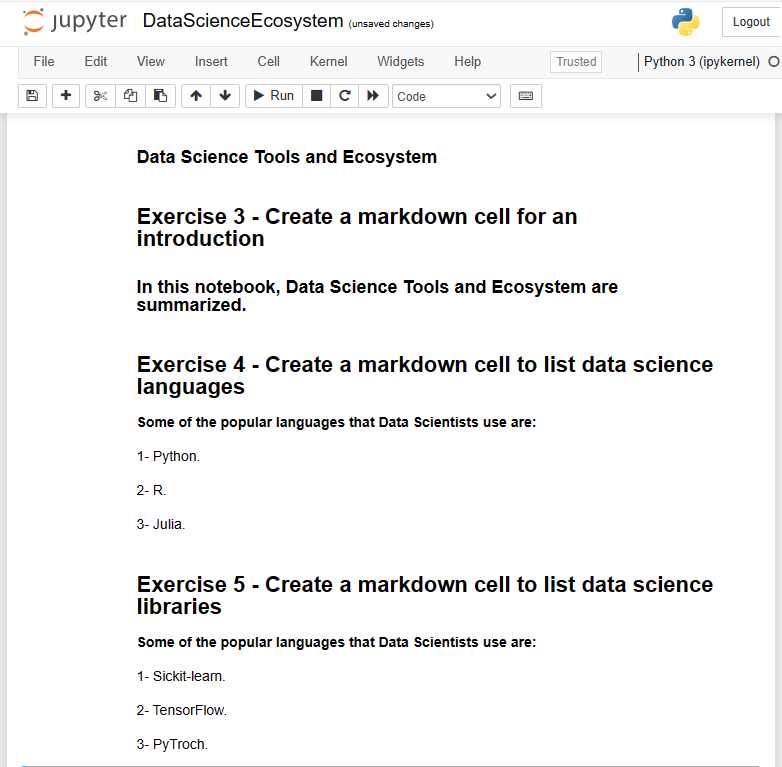 jupyter DataScienceEcosystem (unsaved changes) Logout
File Edit View Insert Cell Kernel Widgets Help Trusted Python 3 (ipykernel)
Run Code
Data Science Tools and Ecosystem
Exercise 3 - Create a markdown cell for an
introduction
In this notebook, Data Science Tools and Ecosystem are
summarized.
Exercise 4 - Create a markdown cell to list data science
languages
Some of the popular languages that Data Scientists use are:
1- Python.
2- R.
3- Julia.
Exercise 5 - Create a markdown cell to list data science
libraries
Some of the popular languages that Data Scientists use are:
1- Sickit-learn.
2- TensorFlow.
3- PyTroch.